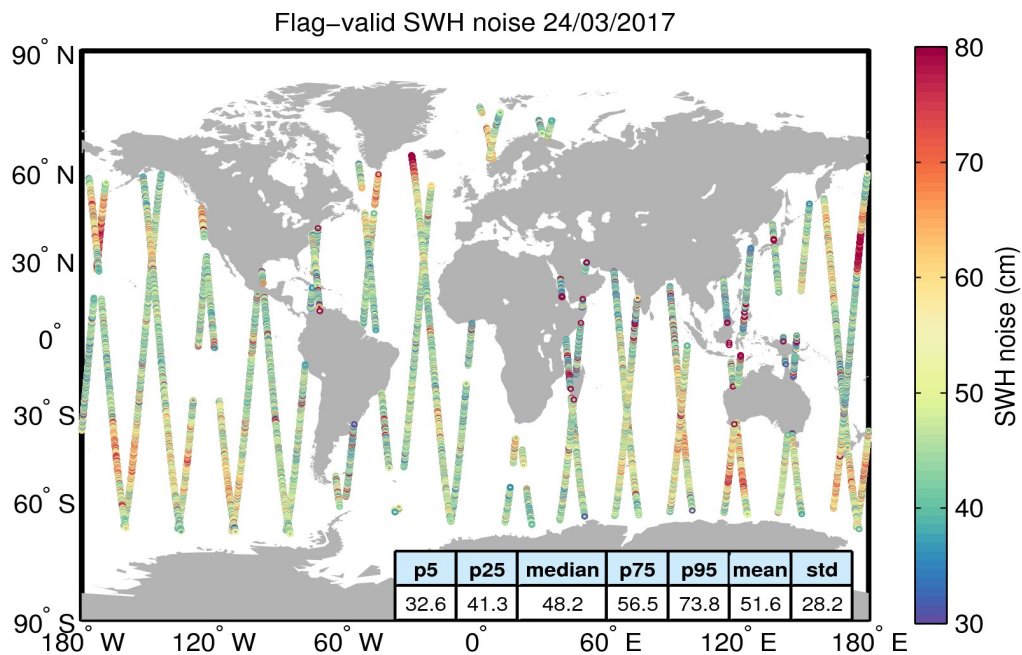 Flag−valid SWH noise 24/03/2017
90° N
60° N
30° N
0°
30° S
60° S
90° S
180° W
120° W
60° W
0°
60° E
120° E
180° E
80
70
60
50
40
30
SWH noise (cm)
p5 p25 median p75 p95 mean std
32.6 41.3 48.2 56.5 73.8 51.6 28.2